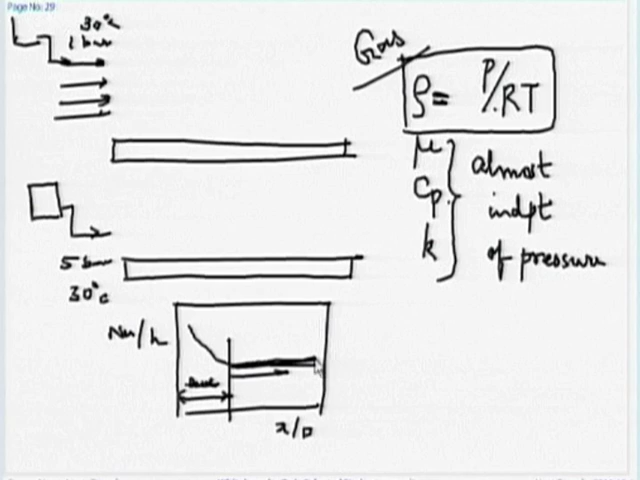 Page No: 29
30°c
1 bar
Gas
ρ = P/RT
μ
Cp
k
almost
indpt
of pressure
5 bar
30°c
Nu/h
x/D